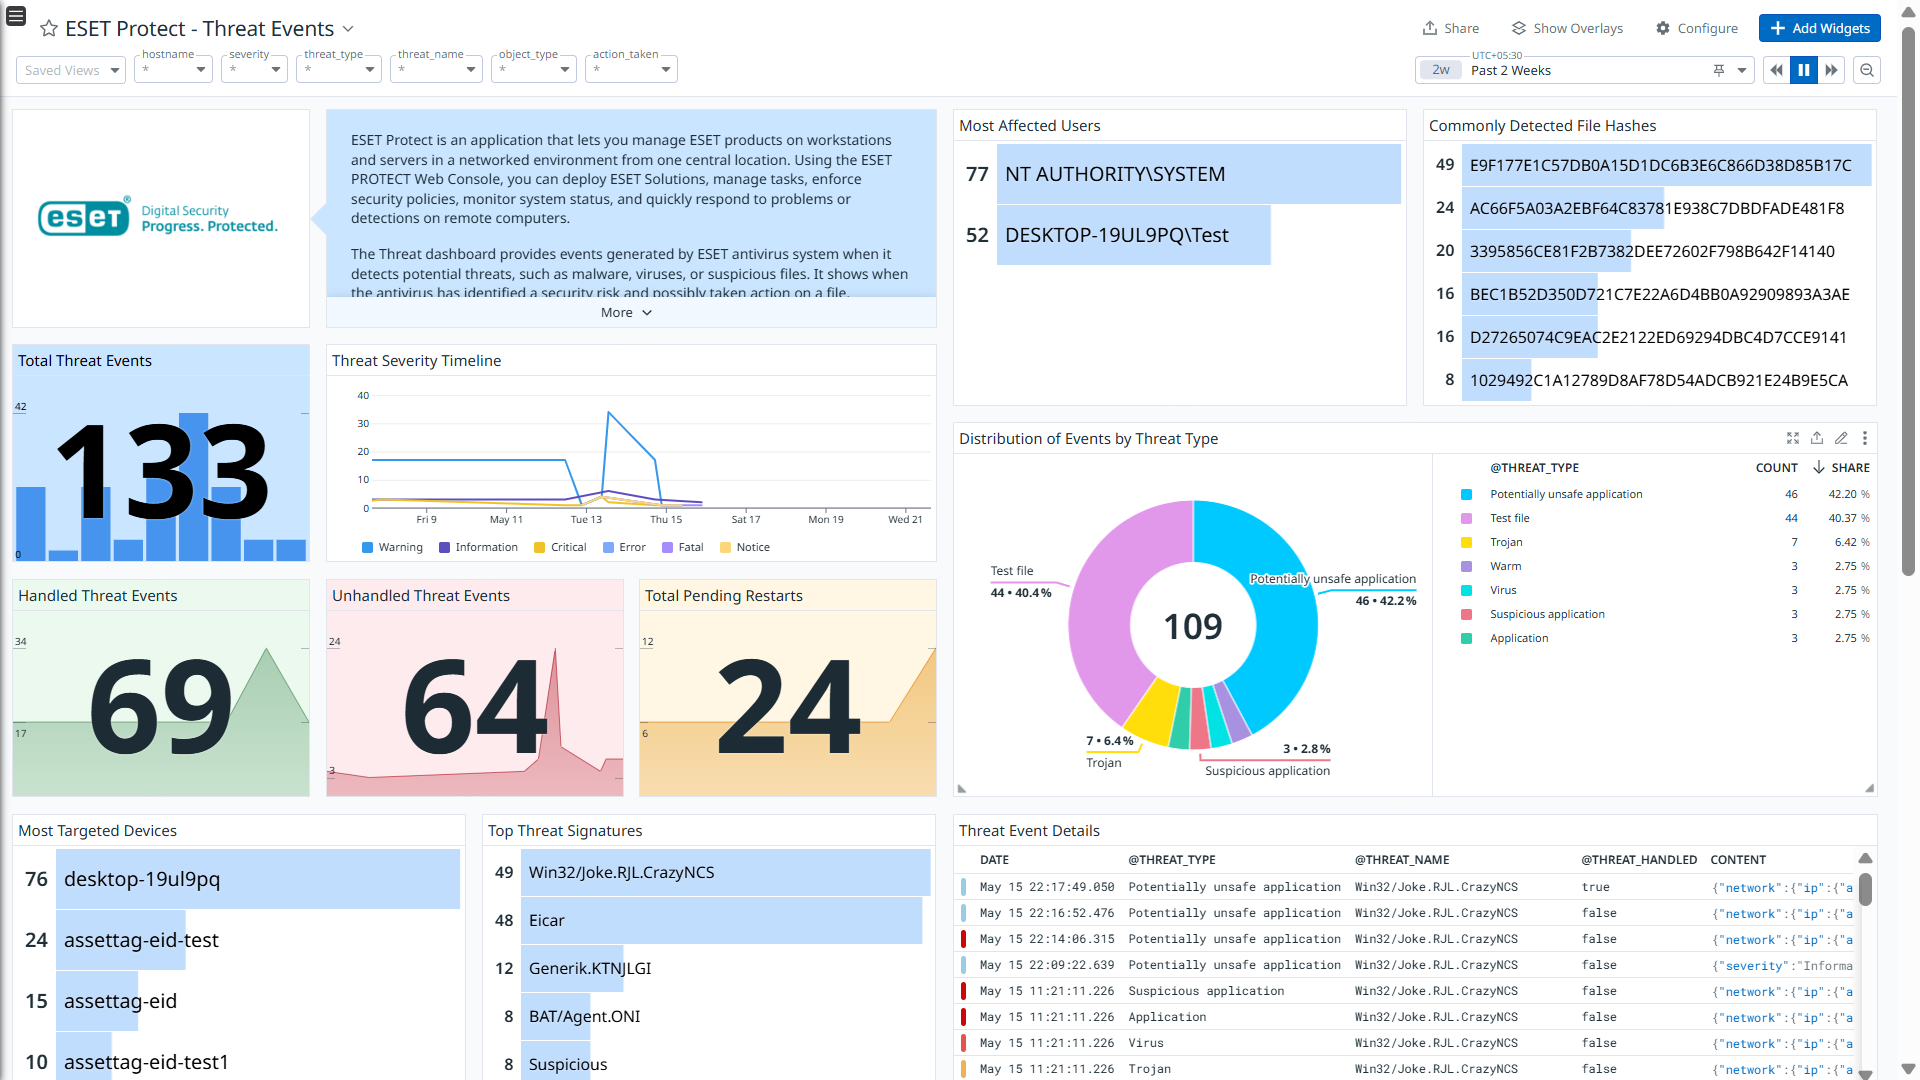 ESET Protect - Threat Events
Share
Show Overlays
Configure
Add Widgets
Saved Views
hostname
*
severity
*
threat_type
*
threat_name
*
object_type
*
action_taken
*
UTC+05:30
2w
Past 2 Weeks
eseT®
Digital Security
Progress. Protected.
ESET Protect is an application that lets you manage ESET products on workstations
and servers in a networked environment from one central location. Using the ESET
PROTECT Web Console, you can deploy ESET Solutions, manage tasks, enforce
security policies, monitor system status, and quickly respond to problems or
detections on remote computers.
The Threat dashboard provides events generated by ESET antivirus system when it
detects potential threats, such as malware, viruses, or suspicious files. It shows when
the antivirus has identified a security risk and possibly taken action on a file.
More
Most Affected Users
77 NT AUTHORITY\SYSTEM
52 DESKTOP-19UL9PQ\Test
Commonly Detected File Hashes
49 E9F177E1C57DB0A15D1DC6B3E6C866D38D85B17C
24 AC66F5A03A2EBF64C83781E938C7DBDFADE481F8
20 3395856CE81F2B7382DEE72602F798B642F14140
16 BEC1B52D350D721C7E22A6D4BB0A92909893A3AE
16 D27265074C9EAC2E2122ED69294DBC4D7CCE9141
8 1029492C1A12789D8AF78D54ADCB921E24B9E5CA
Total Threat Events
42
133
0
Threat Severity Timeline
40
30
20
10
0
Fri 9 May 11 Tue 13 Thu 15 Sat 17 Mon 19 Wed 21
Warning Information Critical Error Fatal Notice
Handled Threat Events
34
69
17
Unhandled Threat Events
24
64
3
Total Pending Restarts
12
24
6
Distribution of Events by Threat Type
Test file
44 • 40.4%
Potentially unsafe application
46 • 42.2%
109
7 • 6.4%
Trojan
3 • 2.8%
Suspicious application
@THREAT_TYPE COUNT SHARE
Potentially unsafe application 46 42.20 %
Test file 44 40.37 %
Trojan 7 6.42 %
Warm 3 2.75 %
Virus 3 2.75 %
Suspicious application 3 2.75 %
Application 3 2.75 %
Most Targeted Devices
76 desktop-19ul9pq
24 assettag-eid-test
15 assettag-eid
10 assettag-eid-test1
Top Threat Signatures
49 Win32/Joke.RJL.CrazyNCS
48 Eicar
12 Generik.KTNJLGI
8 BAT/Agent.ONI
8 Suspicious
Threat Event Details
DATE @THREAT_TYPE @THREAT_NAME @THREAT_HANDLED CONTENT
May 15 22:17:49.050 Potentially unsafe application Win32/Joke.RJL.CrazyNCS true {"network":{"ip":{"a
May 15 22:16:52.476 Potentially unsafe application Win32/Joke.RJL.CrazyNCS false {"network":{"ip":{"a
May 15 22:14:06.315 Potentially unsafe application Win32/Joke.RJL.CrazyNCS false {"network":{"ip":{"a
May 15 22:09:22.639 Potentially unsafe application Win32/Joke.RJL.CrazyNCS false {"severity":"Informa
May 15 11:21:11.226 Suspicious application Win32/Joke.RJL.CrazyNCS false {"network":{"ip":{"a
May 15 11:21:11.226 Application Win32/Joke.RJL.CrazyNCS false {"network":{"ip":{"a
May 15 11:21:11.226 Virus Win32/Joke.RJL.CrazyNCS false {"network":{"ip":{"a
May 15 11:21:11.226 Trojan Win32/Joke.RJL.CrazyNCS false {"network":{"ip":{"a